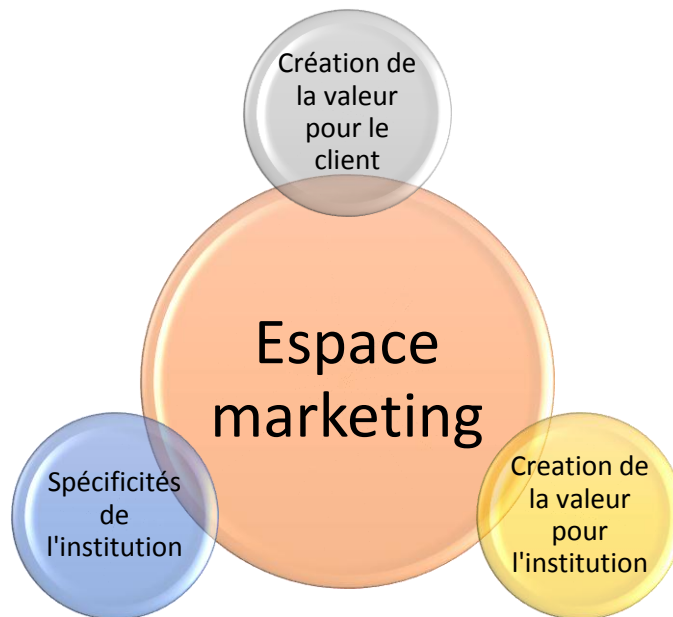 Création de
la valeur
pour le
client
Espace
marketing
Spécificités
de
l'institution
Creation de
la valeur
pour
l'institution